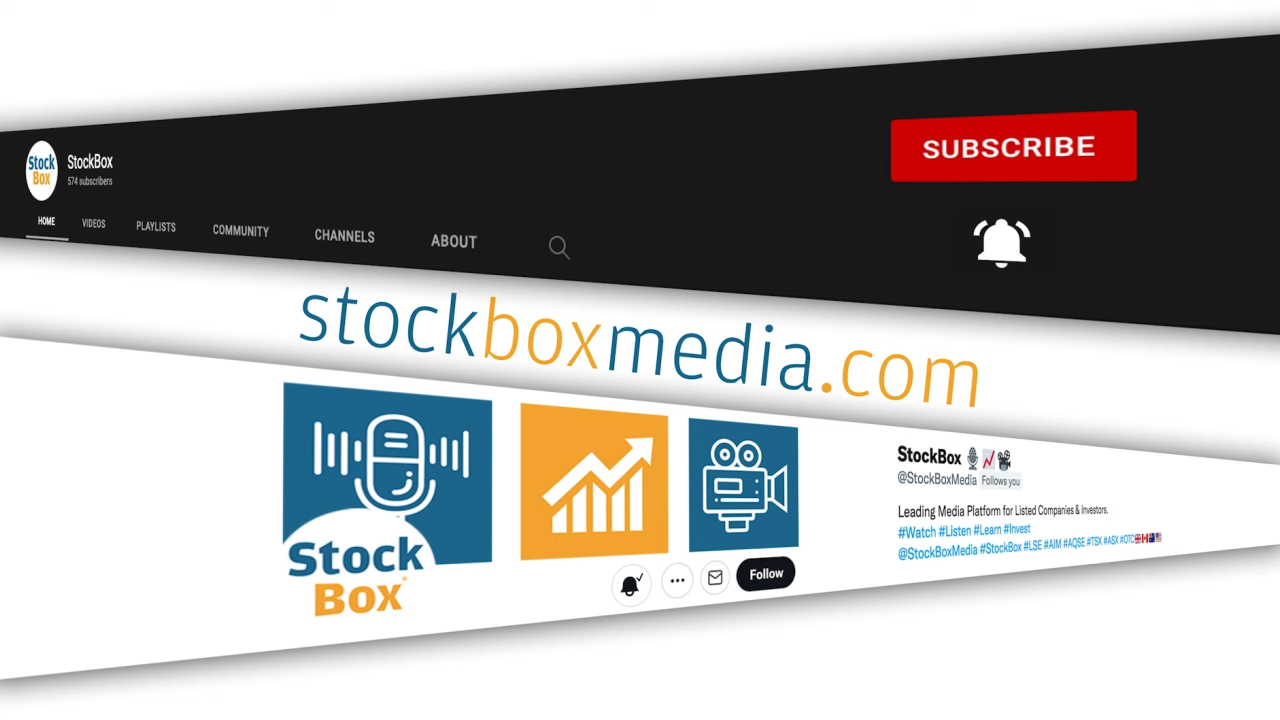 Stock
Box
StockBox
574 subscribers
HOME VIDEOS PLAYLISTS COMMUNITY CHANNELS ABOUT
SUBSCRIBE
stockboxmedia.com
Stock
Box
Follow
StockBox
@StockBoxMedia Follows you
Leading Media Platform for Listed Companies & Investors.
#Watch #Listen #Learn #Invest
@StockBoxMedia #StockBox #LSE #AIM #AQSE #TSX #ASX #OTC